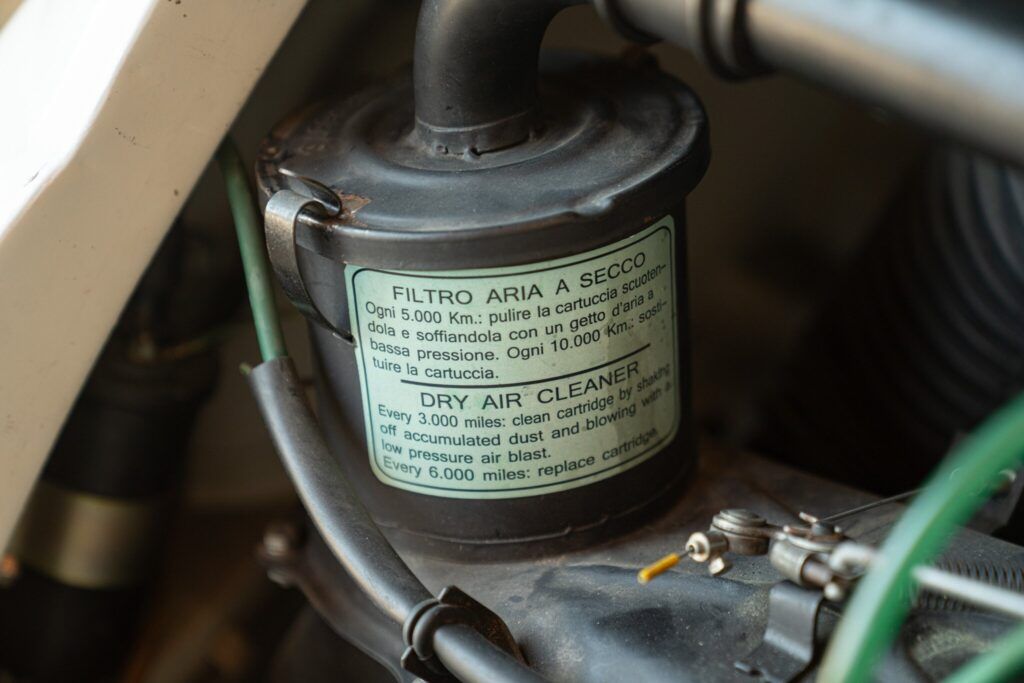 FILTRO ARIA A SECCO
Ogni 5.000 Km.: pulire la cartuccia scuoten-
dola e soffiandola con un getto d'aria a
bassa pressione. Ogni 10.000 Km.: sosti-
tuire la cartuccia.
DRY AIR CLEANER
Every 3.000 miles: clean cartridge by shaking
off accumulated dust and blowing with a
low pressure air blast.
Every 6.000 miles: replace cartridge.